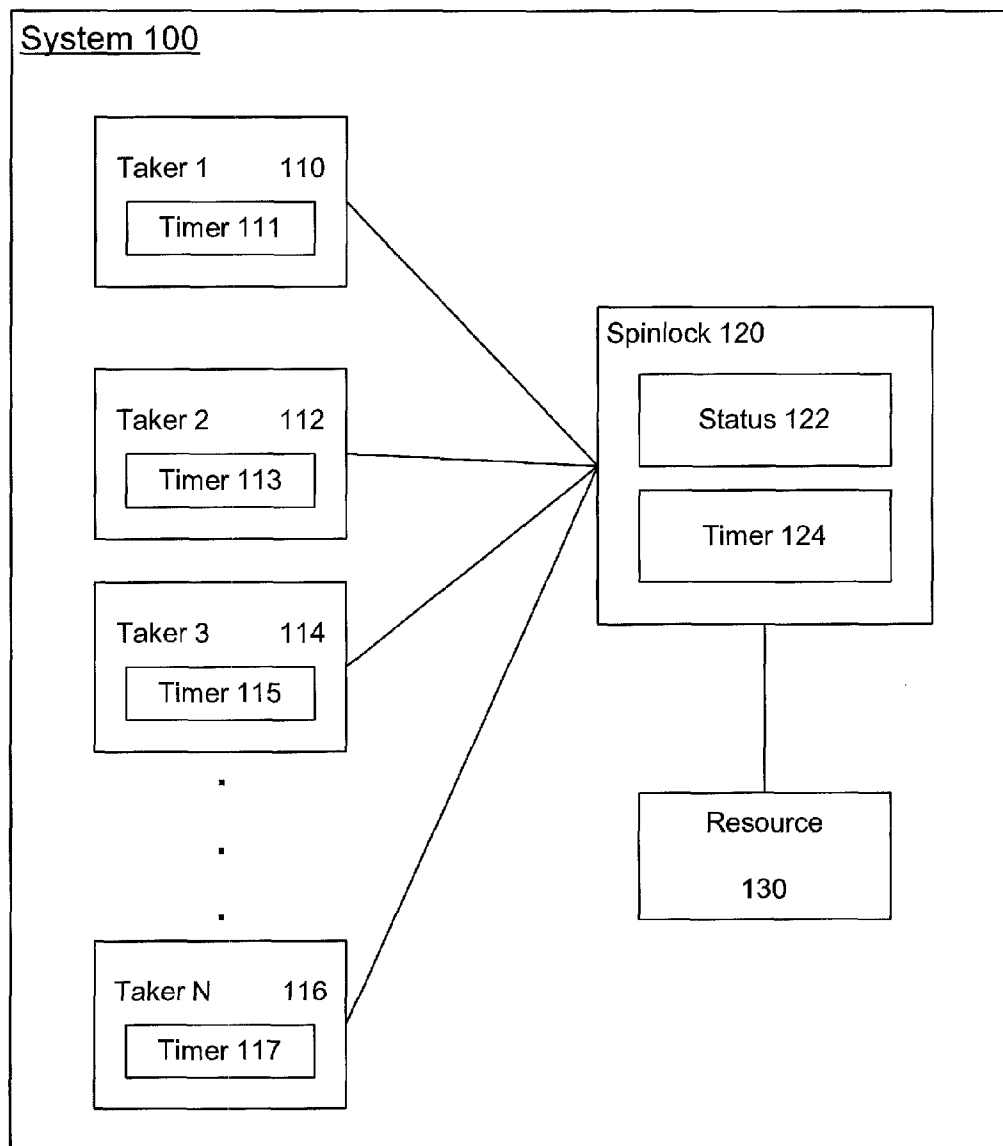 System 100
Taker 1 110
Timer 111
Taker 2 112
Timer 113
Taker 3 114
Timer 115
.
.
.
Taker N 116
Timer 117
Spinlock 120
Status 122
Timer 124
Resource
130